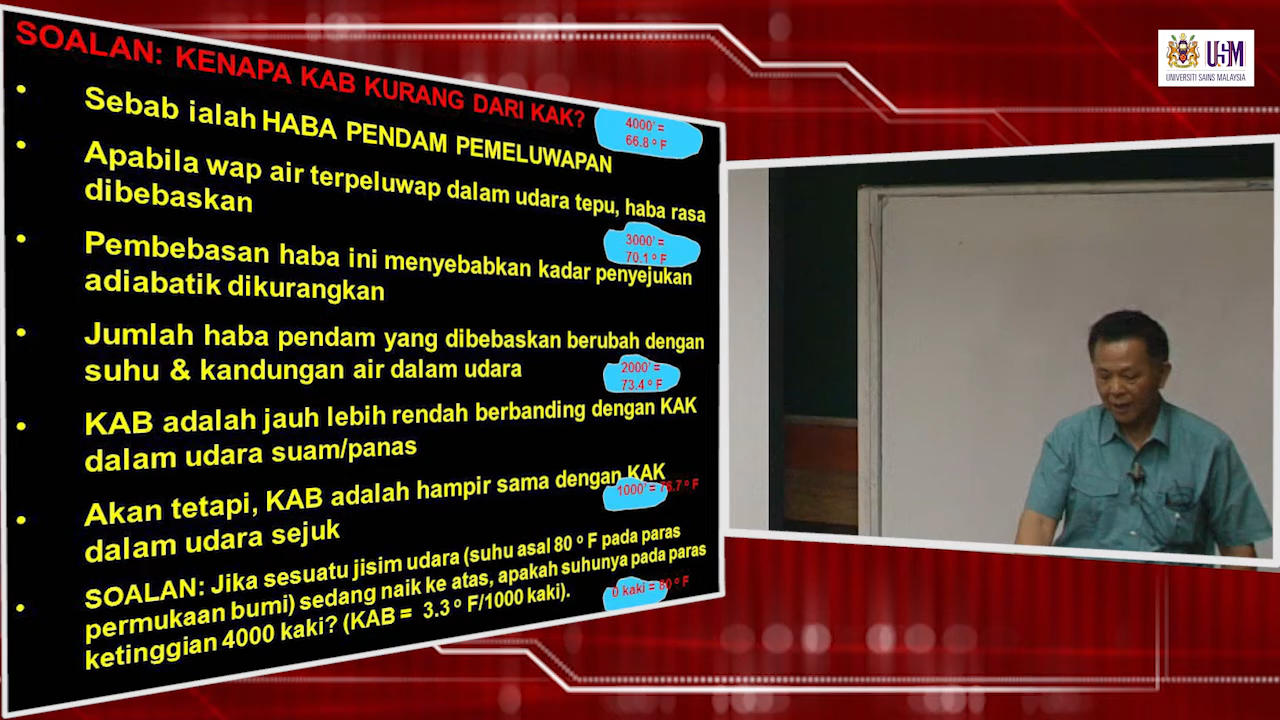 SOALAN: KENAPA KAB KURANG DARI KAK?
• Sebab ialah HABA PENDAM PEMELUWAPAN
• Apabila wap air terpeluwap dalam udara tepu, haba rasa
dibebaskan
• Pembebasan haba ini menyebabkan kadar penyejukan
adiabatik dikurangkan
• Jumlah haba pendam yang dibebaskan berubah dengan
suhu & kandungan air dalam udara
• KAB adalah jauh lebih rendah berbanding dengan KAK
dalam udara suam/panas
• Akan tetapi, KAB adalah hampir sama dengan KAK
dalam udara sejuk
• SOALAN: Jika sesuatu jisim udara (suhu asal 80 º F pada paras
permukaan bumi) sedang naik ke atas, apakah suhunya pada paras
ketinggian 4000 kaki? (KAB = 3.3 º F/1000 kaki).
4000' =
66.8 º F
3000' =
70.1 º F
2000' =
73.4 º F
1000' = 76.7 º F
0 kaki = 80 º F
USM
UNIVERSITI SAINS MALAYSIA